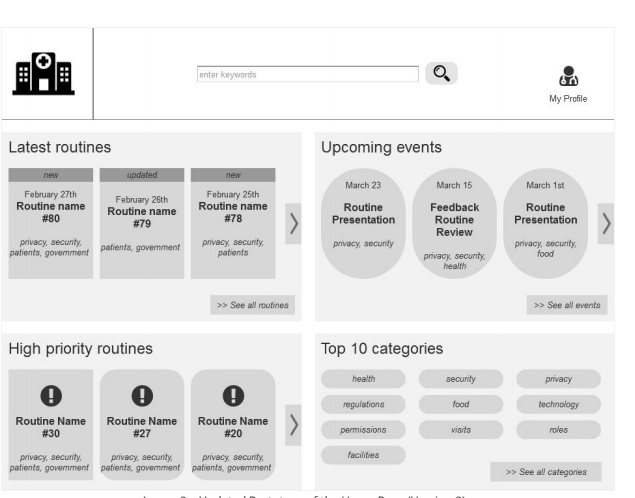 enter keywords
My Profile
Latest routines
new
February 27th
Routine name
#80
privacy, security,
patients, government
updated
February 26th
Routine name
#79
privacy, security,
patients, government
new
February 25th
Routine name
#78
privacy, security,
patients
>> See all routines
Upcoming events
March 23
Routine
Presentation
privacy, security
March 15
Feedback
Routine
Review
privacy, security,
health
March 1st
Routine
Presentation
privacy, security,
food
>> See all events
High priority routines
Routine Name
#30
privacy, security,
patients, government
Routine Name
#27
privacy, security,
patients, government
Routine Name
#20
privacy, security,
patients, government
Top 10 categories
health
security
privacy
regulations
food
technology
permissions
visits
roles
facilities
>> See all categories